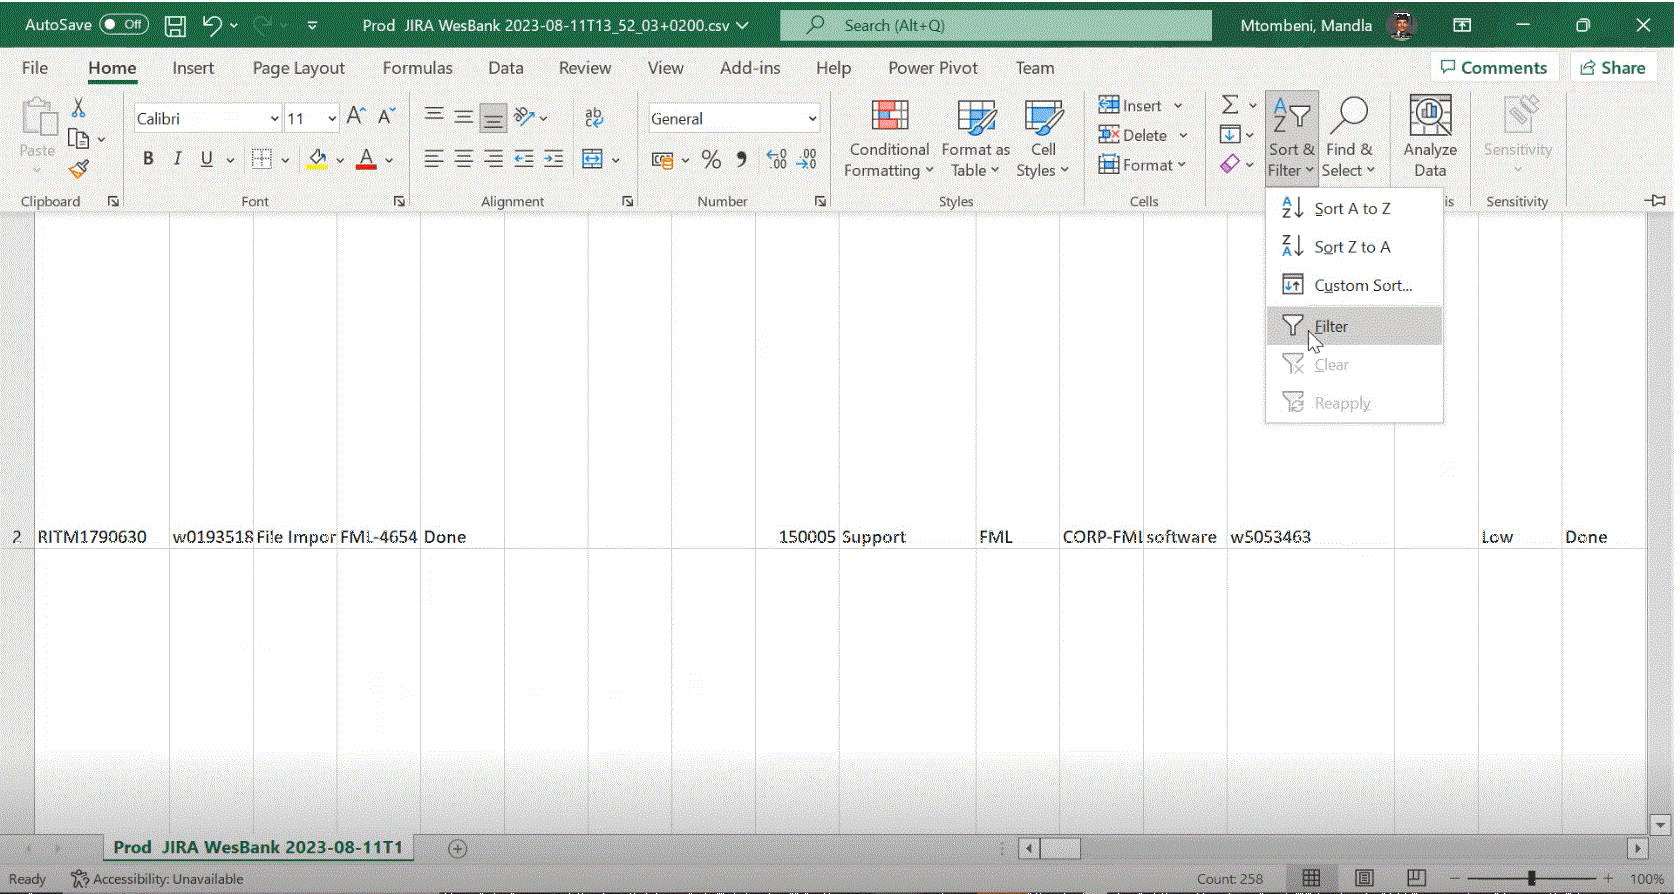 AutoSave Off Prod JIRA WesBank 2023-08-11T13_52_03+0200.csv Search (Alt+Q) Mtombeni, Mandla
File Home Insert Page Layout Formulas Data Review View Add-ins Help Power Pivot Team Comments Share
Paste Calibri 11 General Conditional Formatting Format as Table Cell Styles Insert Delete Format Sort & Filter Find & Select Analyze Data Sensitivity
B I U
Clipboard Font Alignment Number Styles Cells is Sensitivity
Sort A to Z
Sort Z to A
Custom Sort...
Filter
Clear
Reapply
2 RITM1790630 w0193518 File Impor FML-4654 Done 150005 Support FML CORP-FML software w5053463 Low Done
Prod JIRA WesBank 2023-08-11T1
Ready Accessibility: Unavailable Count: 258 100%